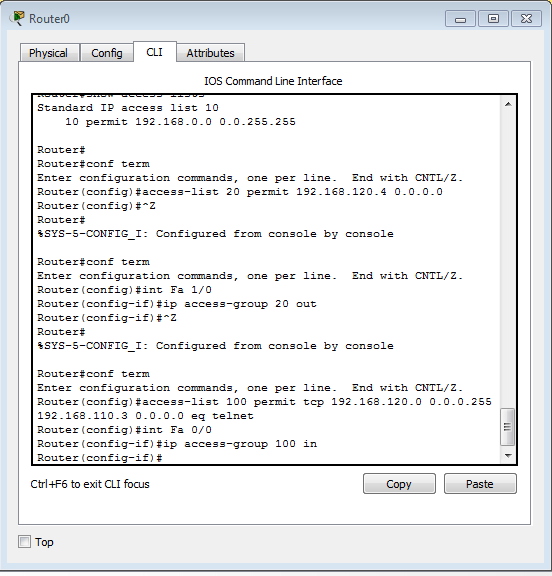 Router0
Physical
Config
CLI
Attributes
IOS Command Line Interface
Router#show access-lists
Standard IP access list 10
10 permit 192.168.0.0 0.0.255.255
Router#
Router#conf term
Enter configuration commands, one per line. End with CNTL/Z.
Router(config)#access-list 20 permit 192.168.120.4 0.0.0.0
Router(config)#^Z
Router#
%SYS-5-CONFIG_I: Configured from console by console
Router#conf term
Enter configuration commands, one per line. End with CNTL/Z.
Router(config)#int Fa 1/0
Router(config-if)#ip access-group 20 out
Router(config-if)#^Z
Router#
%SYS-5-CONFIG_I: Configured from console by console
Router#conf term
Enter configuration commands, one per line. End with CNTL/Z.
Router(config)#access-list 100 permit tcp 192.168.120.0 0.0.0.255
192.168.110.3 0.0.0.0 eq telnet
Router(config)#int Fa 0/0
Router(config-if)#ip access-group 100 in
Router(config-if)#
Ctrl+F6 to exit CLI focus
Copy
Paste
Top